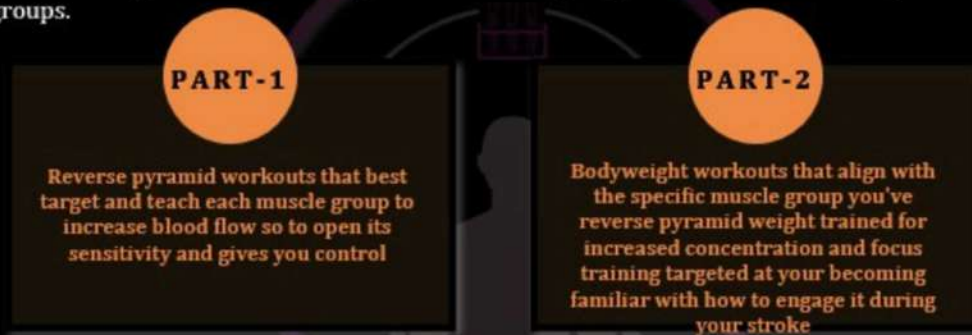 groups.
PART-1
Reverse pyramid workouts that best
target and teach each muscle group to
increase blood flow so to open its
sensitivity and gives you control
PART-2
Bodyweight workouts that align with
the specific muscle group you've
reverse pyramid weight trained for
increased concentration and focus
training targeted at your becoming
familiar with how to engage it during
your stroke